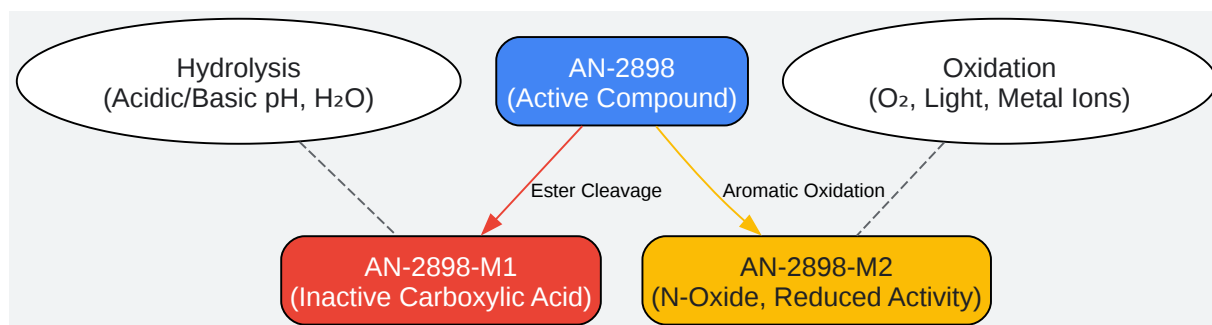 Hydrolysis
(Acidic/Basic pH, H₂O)
AN-2898
(Active Compound)
Oxidation
(O₂, Light, Metal Ions)
Ester Cleavage
Aromatic Oxidation
AN-2898-M1
(Inactive Carboxylic Acid)
AN-2898-M2
(N-Oxide, Reduced Activity)